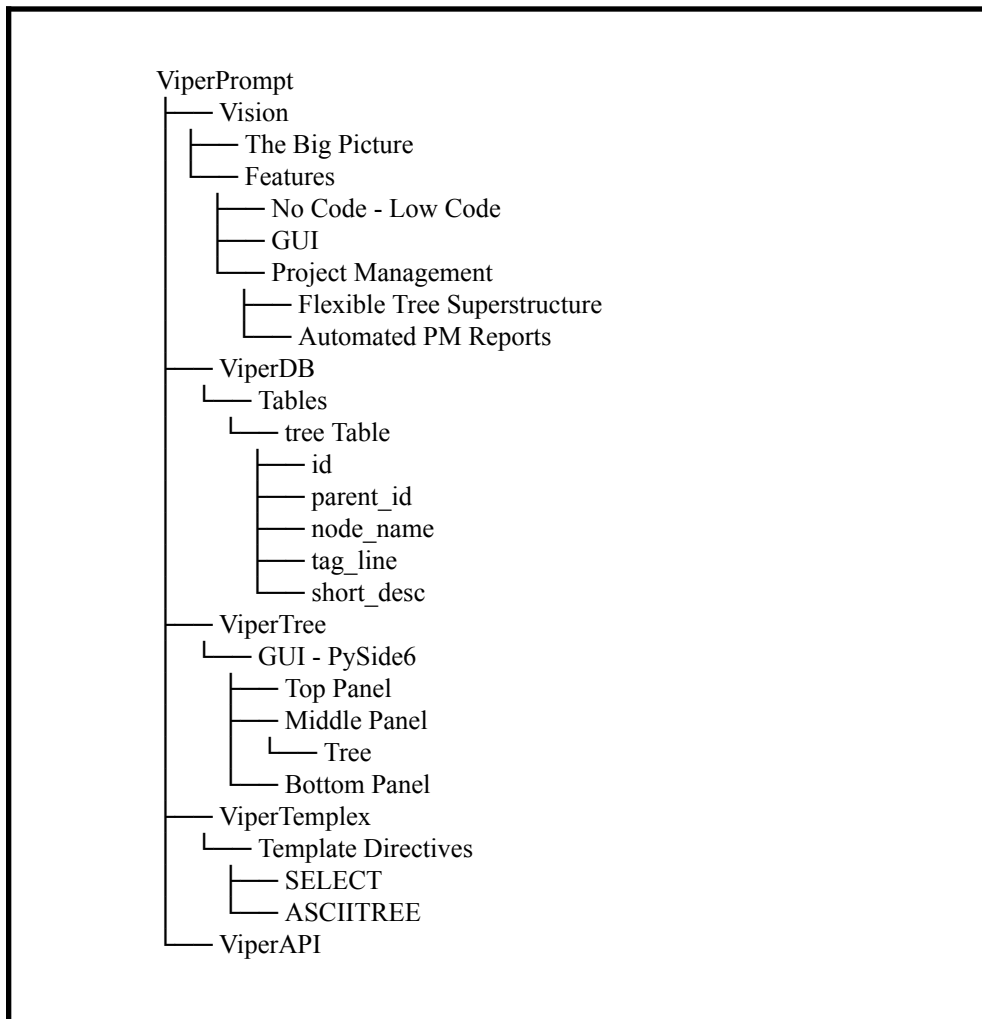 ViperPrompt
├── Vision
│ ├── The Big Picture
│ └── Features
│ ├── No Code - Low Code
│ ├── GUI
│ └── Project Management
│ ├── Flexible Tree Superstructure
│ └── Automated PM Reports
├── ViperDB
│ └── Tables
│ └── tree Table
│ ├── id
│ ├── parent_id
│ ├── node_name
│ ├── tag_line
│ └── short_desc
├── ViperTree
│ └── GUI - PySide6
│ ├── Top Panel
│ ├── Middle Panel
│ │ └── Tree
│ └── Bottom Panel
├── ViperTemplex
│ └── Template Directives
│ ├── SELECT
│ └── ASCIITREE
└── ViperAPI